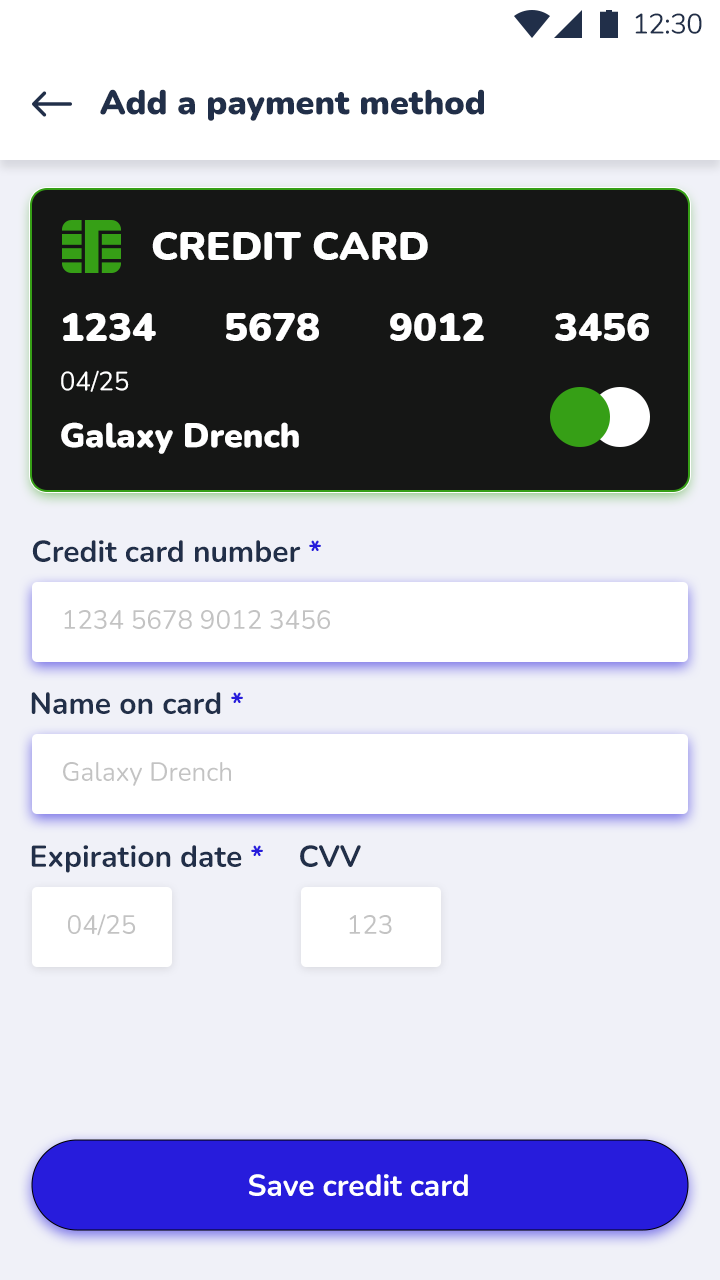 12:30
Add a payment method
CREDIT CARD
1234 5678 9012 3456
04/25
Galaxy Drench
Credit card number *
1234 5678 9012 3456
Name on card *
Galaxy Drench
Expiration date * CVV
04/25 123
Save credit card